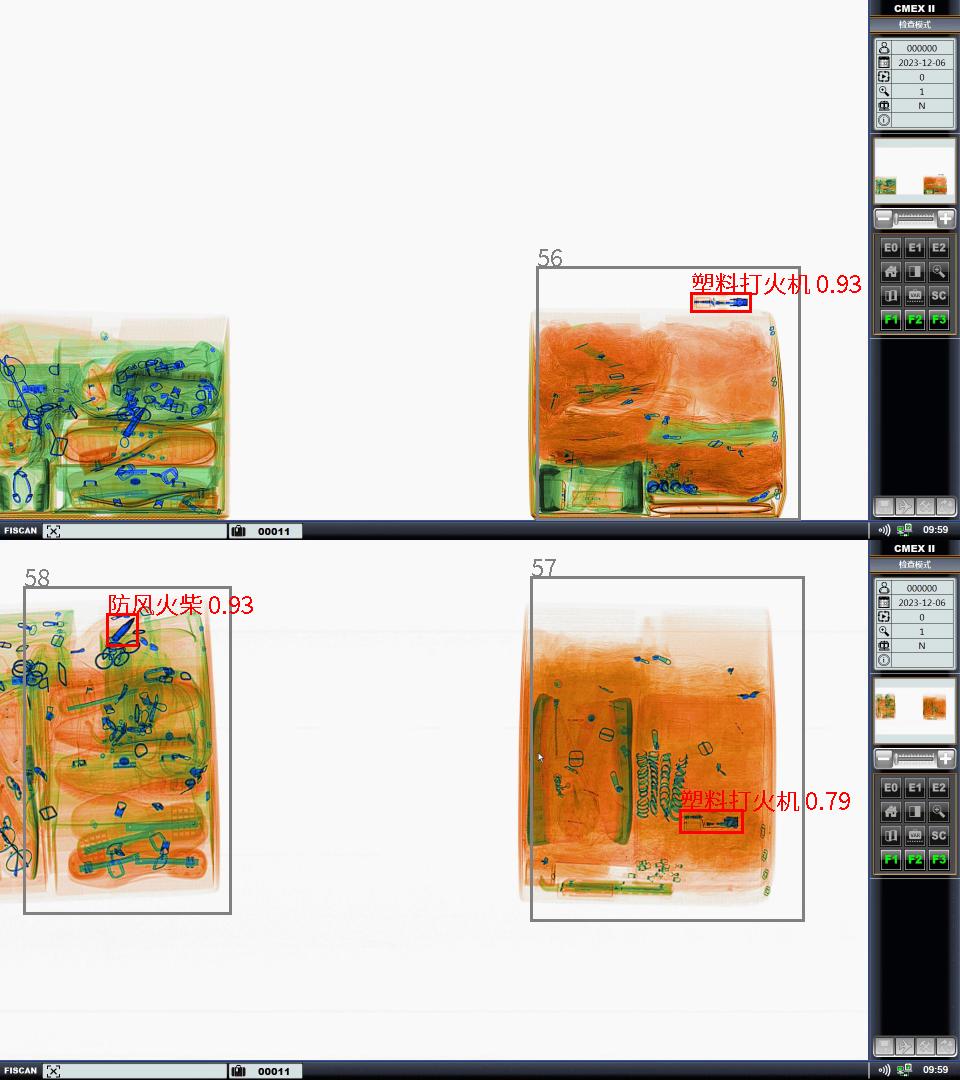 CMEX II
检查模式
000000
2023-12-06
0
1
N
E0 E1 E2
VAR SC
F1 F2 F3
56
塑料打火机 0.93
FISCAN
00011
09:59
CMEX II
检查模式
000000
2023-12-06
0
1
N
E0 E1 E2
VAR SC
F1 F2 F3
58
防风火柴 0.93
57
塑料打火机 0.79
FISCAN
00011
09:59